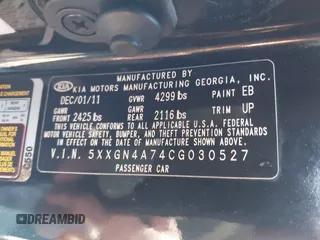 MANUFACTURED BY
KIA KIA MOTORS MANUFACTURING GEORGIA, INC.
DEC/01/11 GVWR 4299 lbs PAINT EB
GAWR FRONT 2425 lbs GAWR REAR 2116 lbs TRIM UP
THIS VEHICLE CONFORMS TO ALL APPLICABLE U.S. FEDERAL
MOTOR VEHICLE SAFETY, BUMPER, AND THEFT PREVENTION STANDARDS
IN EFFECT ON THE DATE OF MANUFACTURE SHOWN ABOVE.
V.I.N. 5XXGN4A74CG030527
PASSENGER CAR
DREAMBID